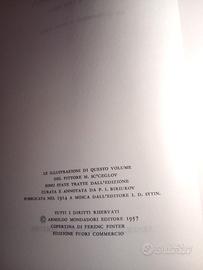 LE ILLUSTRAZIONI DI QUESTO VOLUME
DEL PITTORE M. SC'CEGLOV
SONO STATE TRATTE DALL'EDIZIONE
CURATA E ANNOTATA DA P. I. BIRIUKOV
PUBBLICATA NEL 1914 A MOSCA DALL'EDITORE I. D. SYTIN.
TUTTI I DIRITTI RISERVATI
© ARNOLDO MONDADORI EDITORE 1957
COPERTINA DI FERENC PINTER
EDIZIONE FUORI COMMERCIO
subito